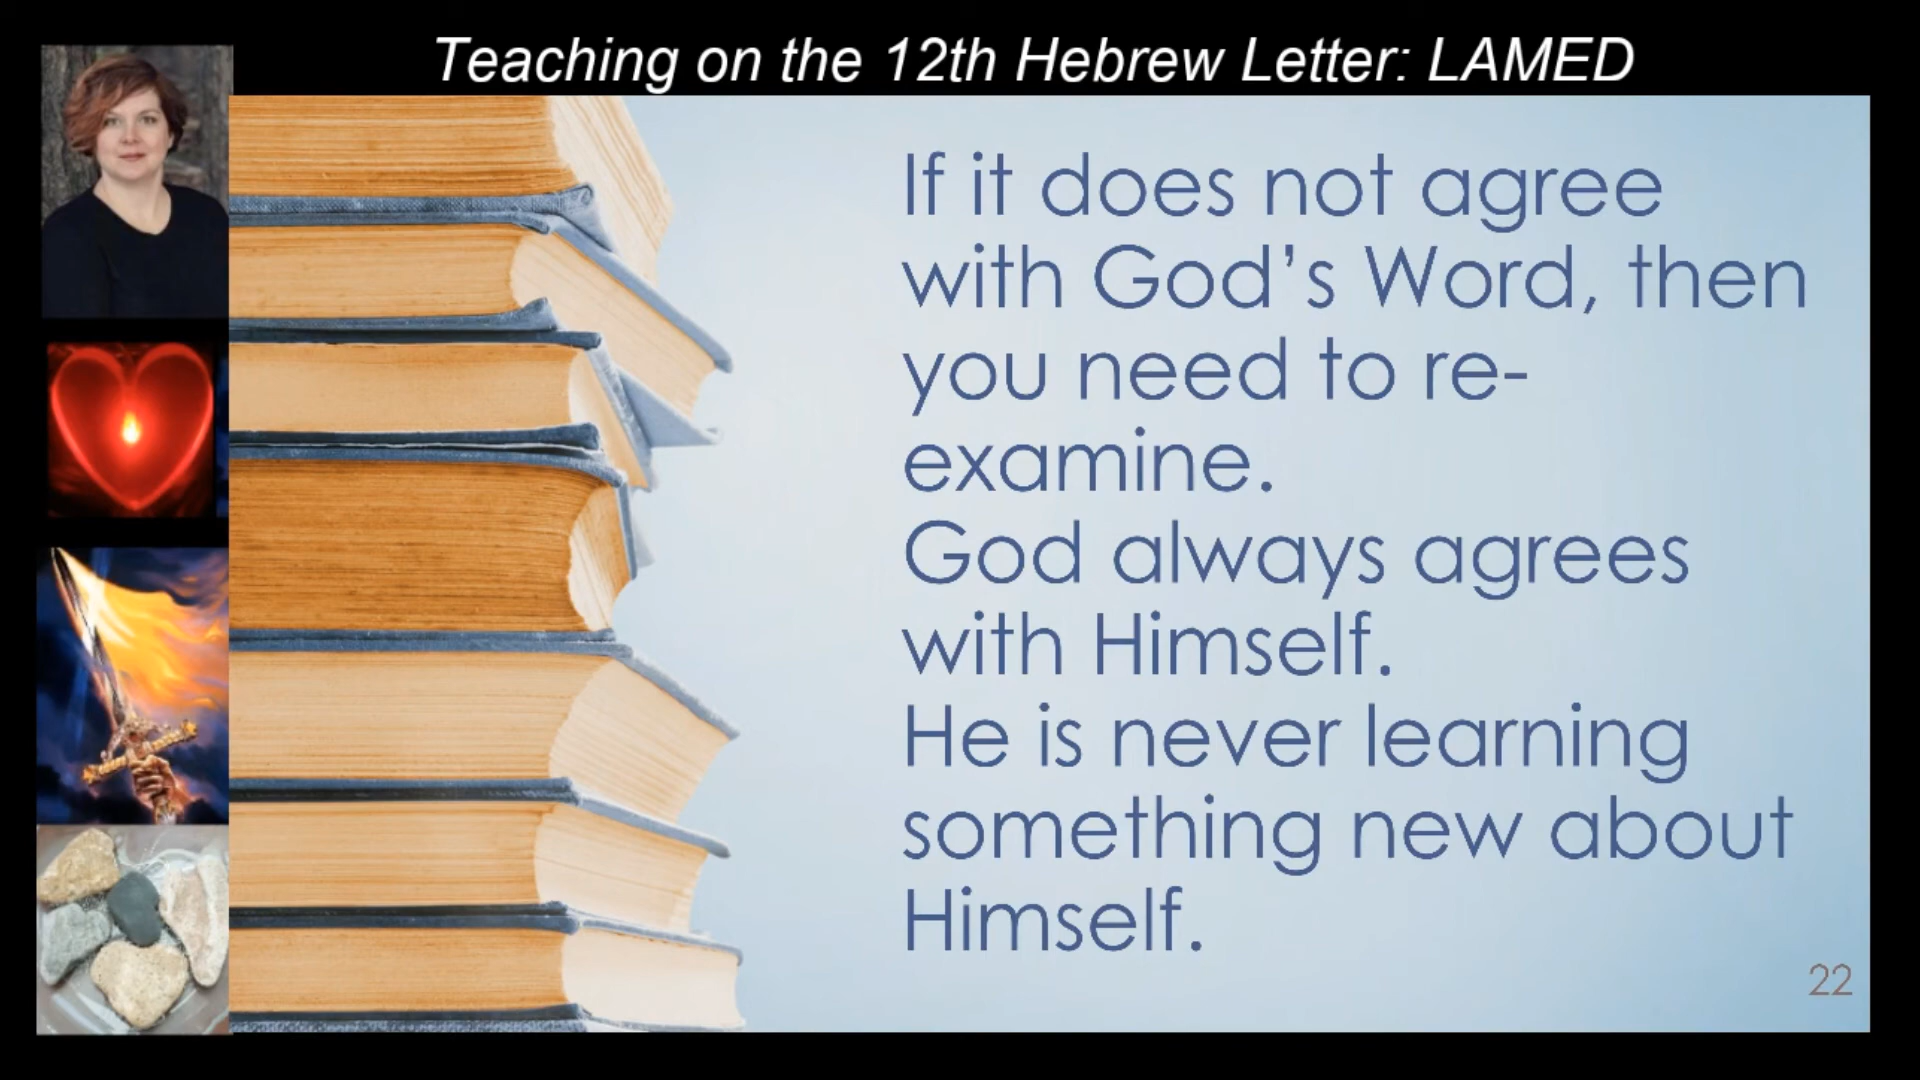 Teaching on the 12th Hebrew Letter: LAMED
If it does not agree
with God’s Word, then
you need to re-
examine.
God always agrees
with Himself.
He is never learning
something new about
Himself.
22